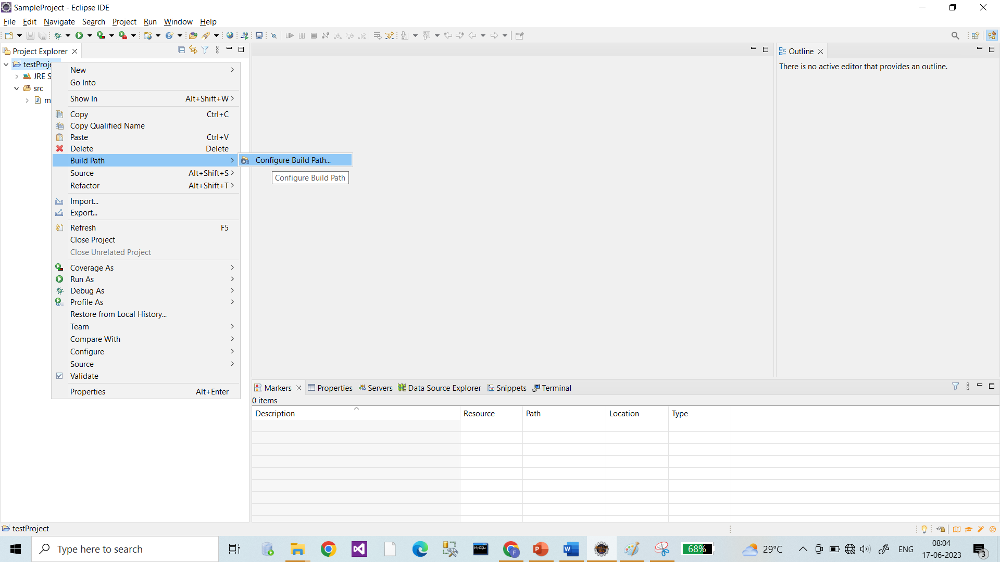 SampleProject - Eclipse IDE
File Edit Navigate Search Project Run Window Help
Project Explorer
testProje
JRE S
src
m
New
Go Into
Show In Alt+Shift+W
Copy Ctrl+C
Copy Qualified Name
Paste Ctrl+V
Delete Delete
Build Path
Source Alt+Shift+S
Refactor Alt+Shift+T
Import...
Export...
Refresh F5
Close Project
Close Unrelated Project
Coverage As
Run As
Debug As
Profile As
Restore from Local History...
Team
Compare With
Configure
Source
Validate
Properties Alt+Enter
Configure Build Path...
Configure Build Path
Outline
There is no active editor that provides an outline.
Markers Properties Servers Data Source Explorer Snippets Terminal
0 items
Description Resource Path Location Type
testProject
Type here to search
68%
29°C
ENG
08:04
17-06-2023
3